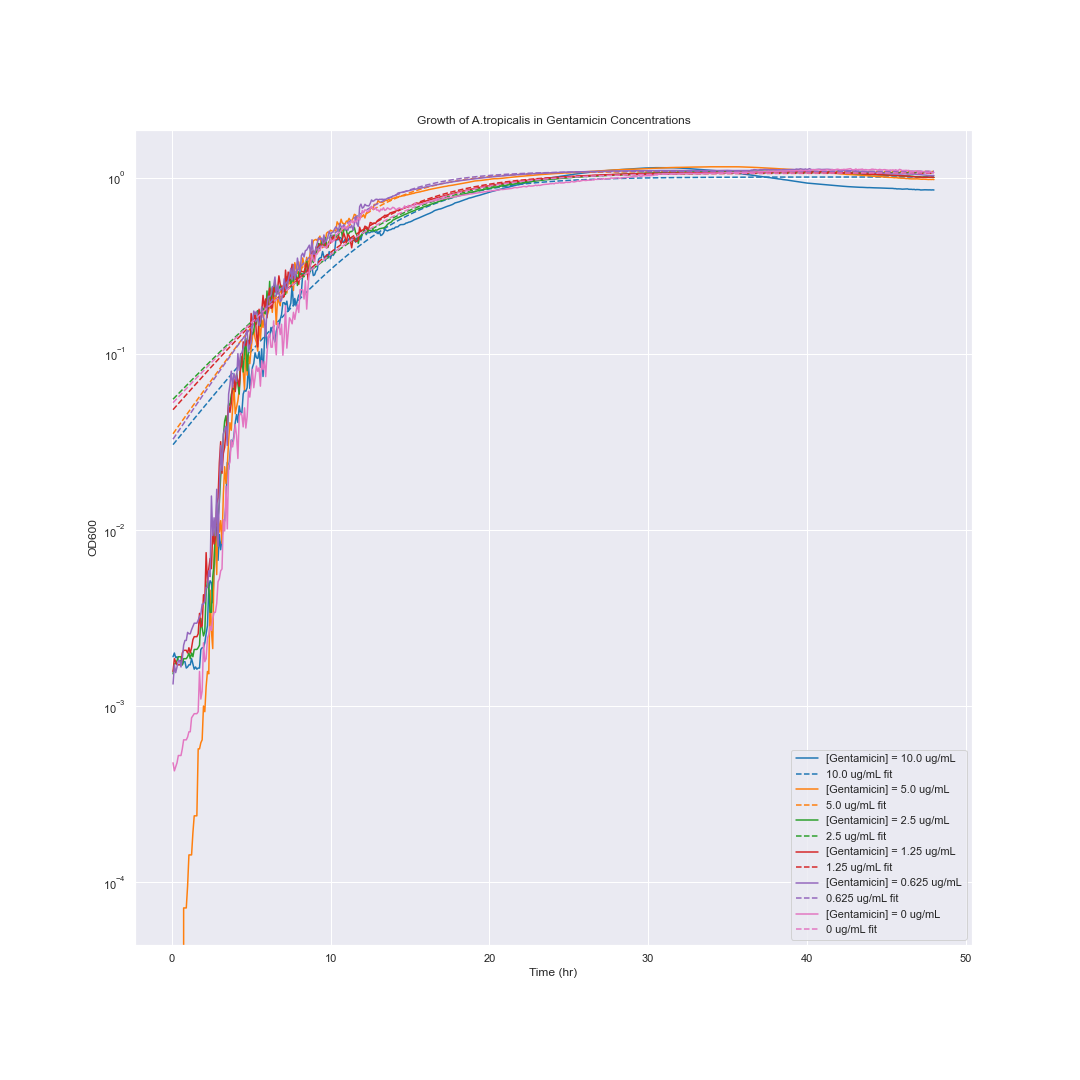 Growth of A.tropicalis in Gentamicin Concentrations
OD600
10⁰
10⁻¹
10⁻²
10⁻³
10⁻⁴
0 10 20 30 40 50
Time (hr)
[Gentamicin] = 10.0 ug/mL
10.0 ug/mL fit
[Gentamicin] = 5.0 ug/mL
5.0 ug/mL fit
[Gentamicin] = 2.5 ug/mL
2.5 ug/mL fit
[Gentamicin] = 1.25 ug/mL
1.25 ug/mL fit
[Gentamicin] = 0.625 ug/mL
0.625 ug/mL fit
[Gentamicin] = 0 ug/mL
0 ug/mL fit